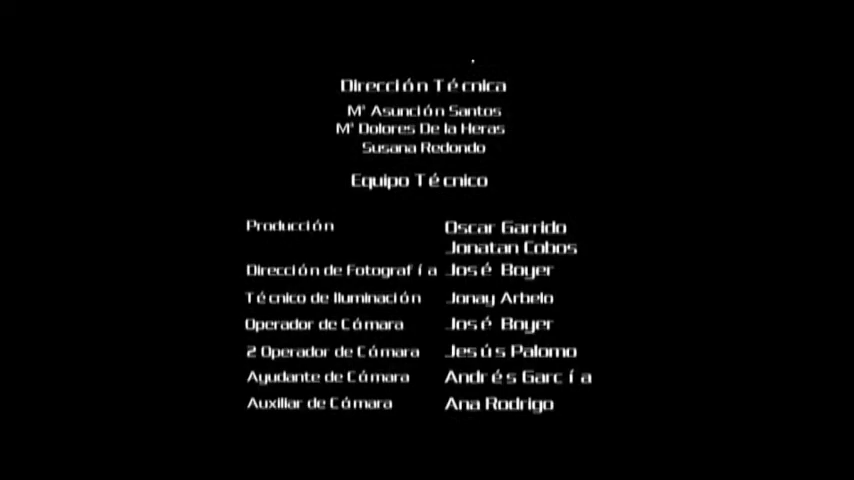 Dirección Técnica
Mª Asunción Santos
Mª Dolores De la Heras
Susana Redondo
Equipo Técnico
Producción Oscar Garrido
Jonatan Cobos
Dirección de Fotografía José Boyer
Técnico de Iluminación Jonay Arbelo
Operador de Cámara José Boyer
2 Operador de Cámara Jesús Palomo
Ayudante de Cámara Andrés García
Auxiliar de Cámara Ana Rodrigo